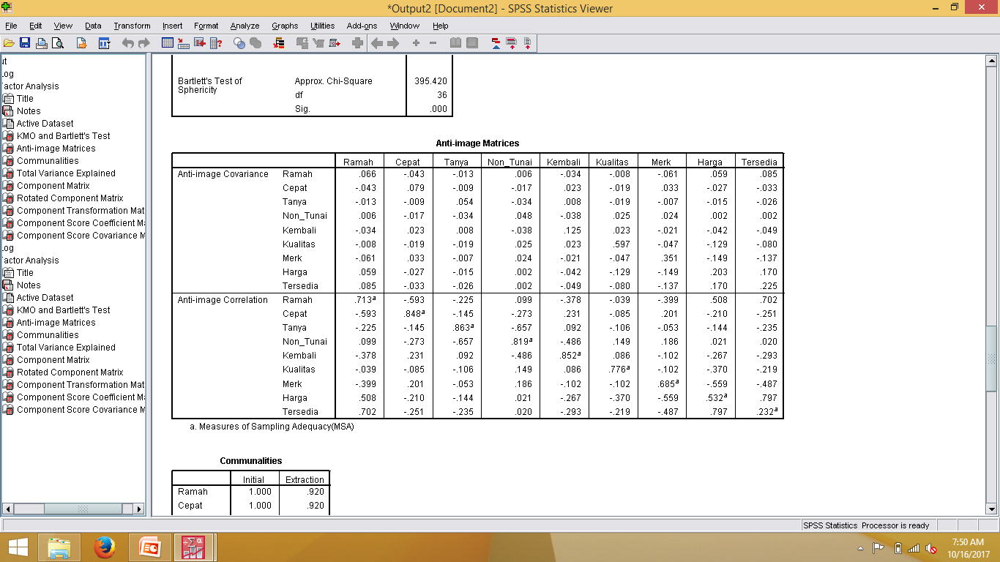 *Output2 [Document2] - SPSS Statistics Viewer
File Edit View Data Transform Insert Format Analyze Graphs Utilities Add-ons Window Help
Log
Factor Analysis
Title
Notes
Active Dataset
KMO and Bartlett's Test
Anti-image Matrices
Communalities
Total Variance Explained
Component Matrix
Rotated Component Matrix
Component Transformation Mat
Component Score Coefficient Ma
Component Score Covariance M
Log
Factor Analysis
Title
Notes
Active Dataset
KMO and Bartlett's Test
Anti-image Matrices
Communalities
Total Variance Explained
Component Matrix
Rotated Component Matrix
Component Transformation Mat
Component Score Coefficient Ma
Component Score Covariance M
Bartlett's Test of Sphericity Approx. Chi-Square 395.420
df 36
Sig. .000
Anti-image Matrices
Ramah Cepat Tanya Non_Tunai Kembali Kualitas Merk Harga Tersedia
Anti-image Covariance Ramah .066 -.043 -.013 .006 -.034 -.008 -.061 .059 .085
Cepat -.043 .079 -.009 -.017 .023 -.019 .033 -.027 -.033
Tanya -.013 -.009 .054 -.034 .008 -.019 -.007 -.015 -.026
Non_Tunai .006 -.017 -.034 .048 -.038 .025 .024 .002 .002
Kembali -.034 .023 .008 -.038 .125 .023 -.021 -.042 -.049
Kualitas -.008 -.019 -.019 .025 .023 .597 -.047 -.129 -.080
Merk -.061 .033 -.007 .024 -.021 -.047 .351 -.149 -.137
Harga .059 -.027 -.015 .002 -.042 -.129 -.149 .203 .170
Tersedia .085 -.033 -.026 .002 -.049 -.080 -.137 .170 .225
Anti-image Correlation Ramah .713a -.593 -.225 .099 -.378 -.039 -.399 .508 .702
Cepat -.593 .848a -.145 -.273 .231 -.085 .201 -.210 -.251
Tanya -.225 -.145 .863a -.657 .092 -.106 -.053 -.144 -.235
Non_Tunai .099 -.273 -.657 .819a -.486 .149 .186 .021 .020
Kembali -.378 .231 .092 -.486 .852a .086 -.102 -.267 -.293
Kualitas -.039 -.085 -.106 .149 .086 .776a -.102 -.370 -.219
Merk -.399 .201 -.053 .186 -.102 -.102 .685a -.559 -.487
Harga .508 -.210 -.144 .021 -.267 -.370 -.559 .532a .797
Tersedia .702 -.251 -.235 .020 -.293 -.219 -.487 .797 .232a
a. Measures of Sampling Adequacy(MSA)
Communalities
Initial Extraction
Ramah 1.000 .920
Cepat 1.000 .920
SPSS Statistics Processor is ready
7:50 AM
10/16/2017